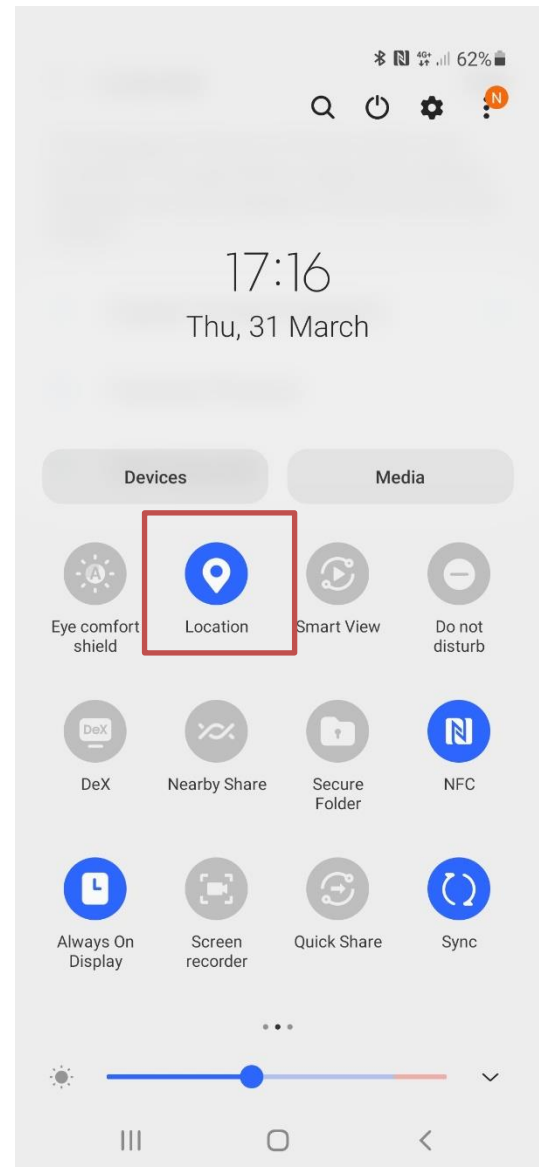 4G+ 62%
N
17:16
Thu, 31 March
Devices Media
A
Eye comfort shield Location Smart View Do not disturb
DeX
DeX Nearby Share Secure Folder NFC
Always On Display Screen recorder Quick Share Sync